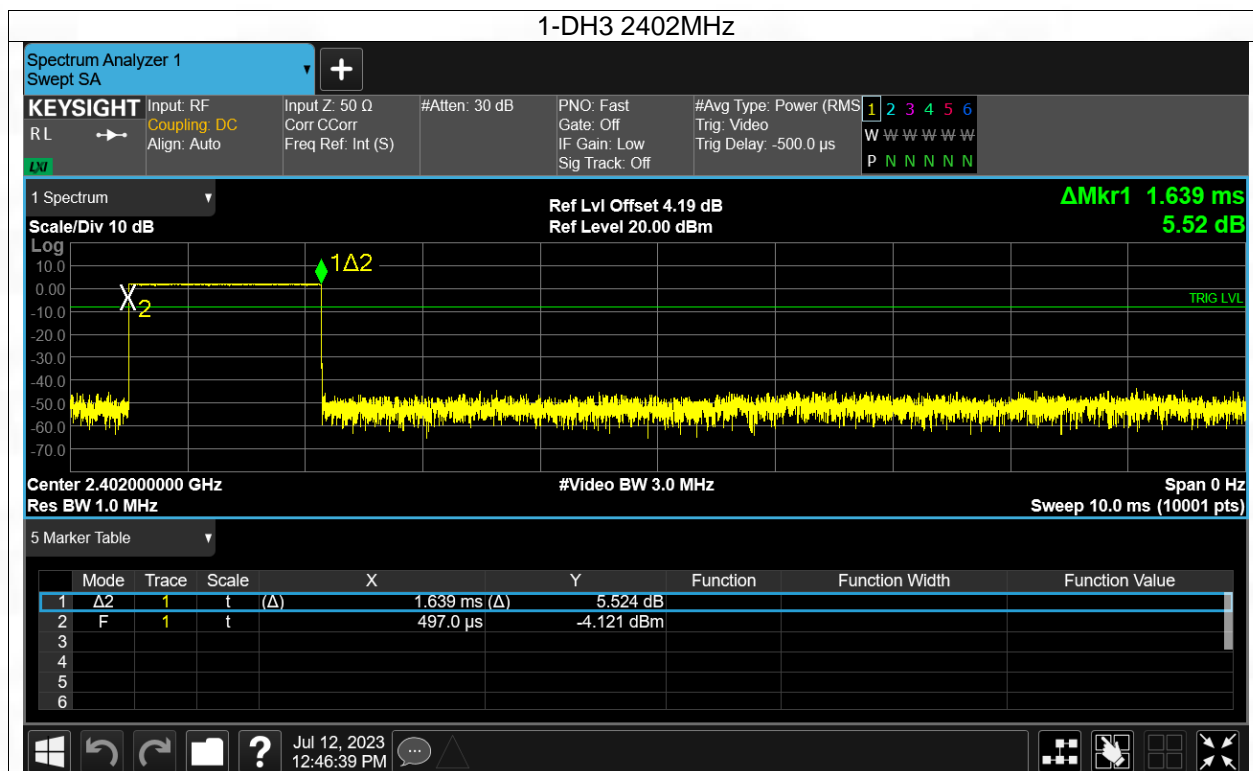 1-DH3 2402MHz
Spectrum Analyzer 1
Swept SA
+
KEYSIGHT Input: RF Input Z: 50 Ω #Atten: 30 dB PNO: Fast #Avg Type: Power (RMS 1 2 3 4 5 6
RL Coupling: DC Corr CCorr Gate: Off Trig: Video W W W W W W
Align: Auto Freq Ref: Int (S) IF Gain: Low Trig Delay: -500.0 µs
LXI Sig Track: Off P N N N N N
1 Spectrum Ref Lvl Offset 4.19 dB ΔMkr1 1.639 ms
Scale/Div 10 dB Ref Level 20.00 dBm 5.52 dB
Log
10.0 1Δ2
0.00 TRIG LVL
-10.0 X2
-20.0
-30.0
-40.0
-50.0
-60.0
-70.0
Center 2.402000000 GHz #Video BW 3.0 MHz Span 0 Hz
Res BW 1.0 MHz Sweep 10.0 ms (10001 pts)
5 Marker Table
Mode Trace Scale X Y Function Function Width Function Value
1 Δ2 1 t (Δ) 1.639 ms (Δ) 5.524 dB
2 F 1 t 497.0 µs -4.121 dBm
3
4
5
6
? Jul 12, 2023
12:46:39 PM